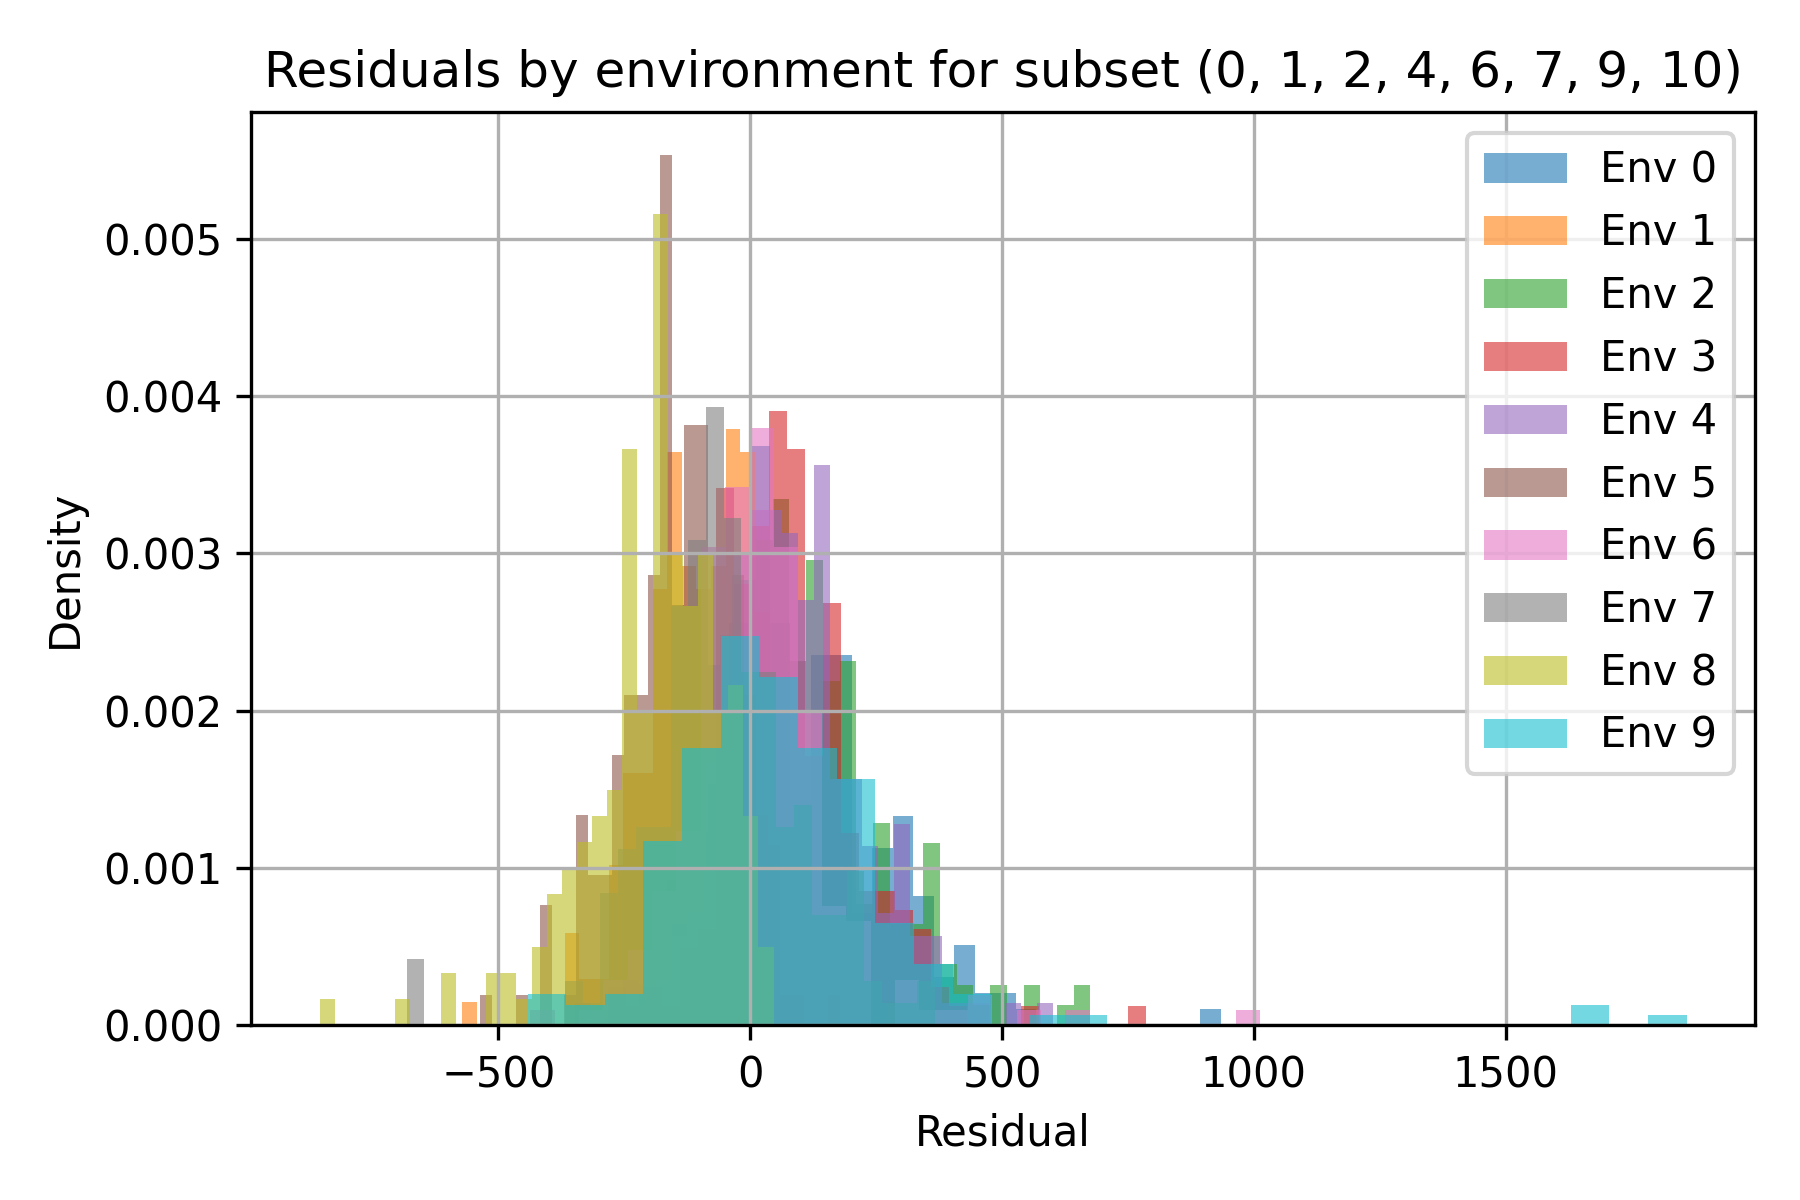 Residuals by environment for subset (0, 1, 2, 4, 6, 7, 9, 10)
Env 0
Env 1
Env 2
Env 3
Env 4
Env 5
Env 6
Env 7
Env 8
Env 9
Density
0.005
0.004
0.003
0.002
0.001
0.000
−500
0
500
1000
1500
Residual